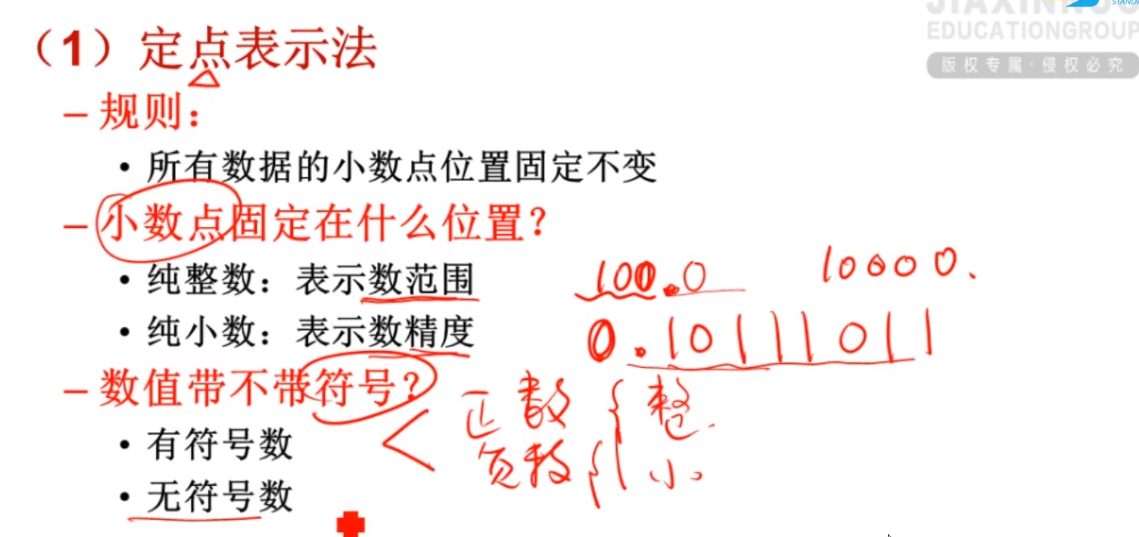 JIAXINNUO
EDUCATIONGROUP
版权专属·侵权必究
（1）定点表示法
– 规则：
• 所有数据的小数点位置固定不变
– 小数点固定在什么位置？
• 纯整数：表示数范围
100.0
10000.
• 纯小数：表示数精度
0.10111011
– 数值带不带符号？
正数 { 整
• 有符号数
负数 { 小
• 无符号数